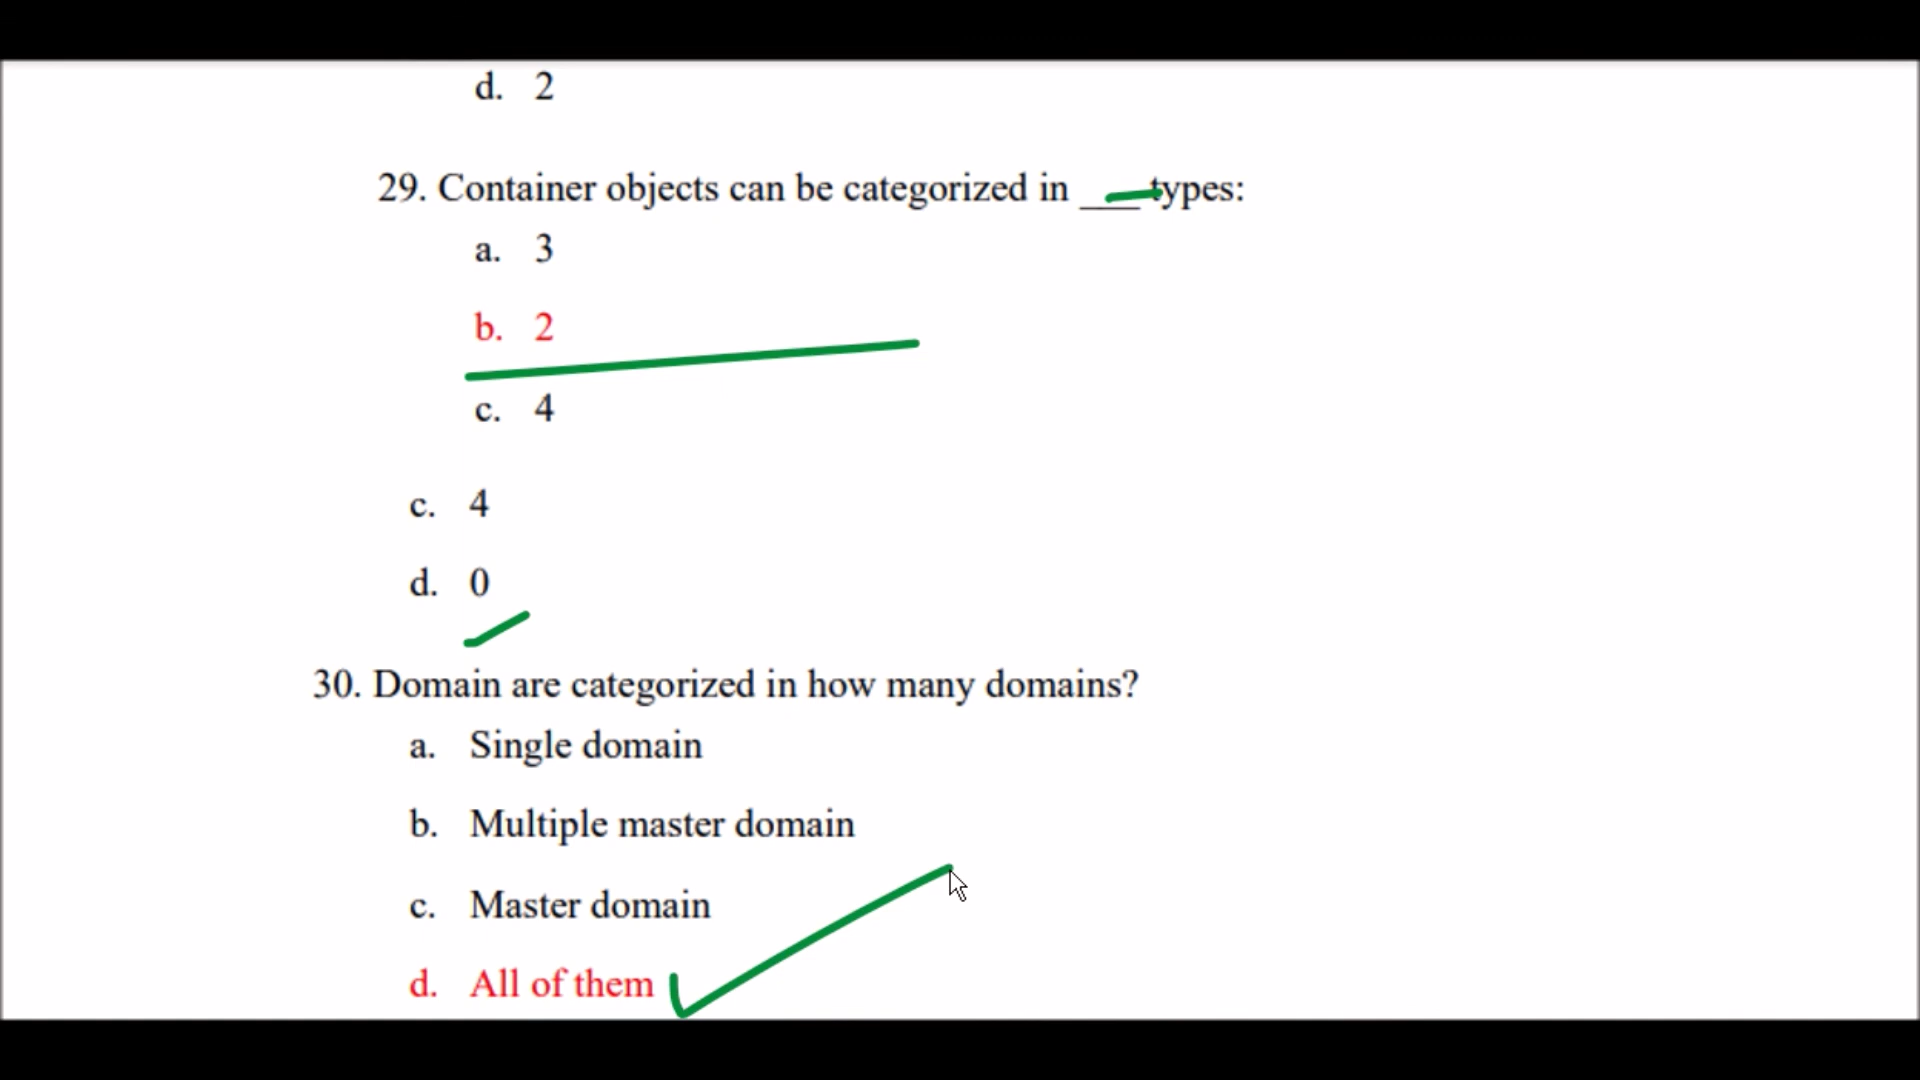 d. 2
29. Container objects can be categorized in ___ types:
a. 3
b. 2
c. 4
c. 4
d. 0
30. Domain are categorized in how many domains?
a. Single domain
b. Multiple master domain
c. Master domain
d. All of them